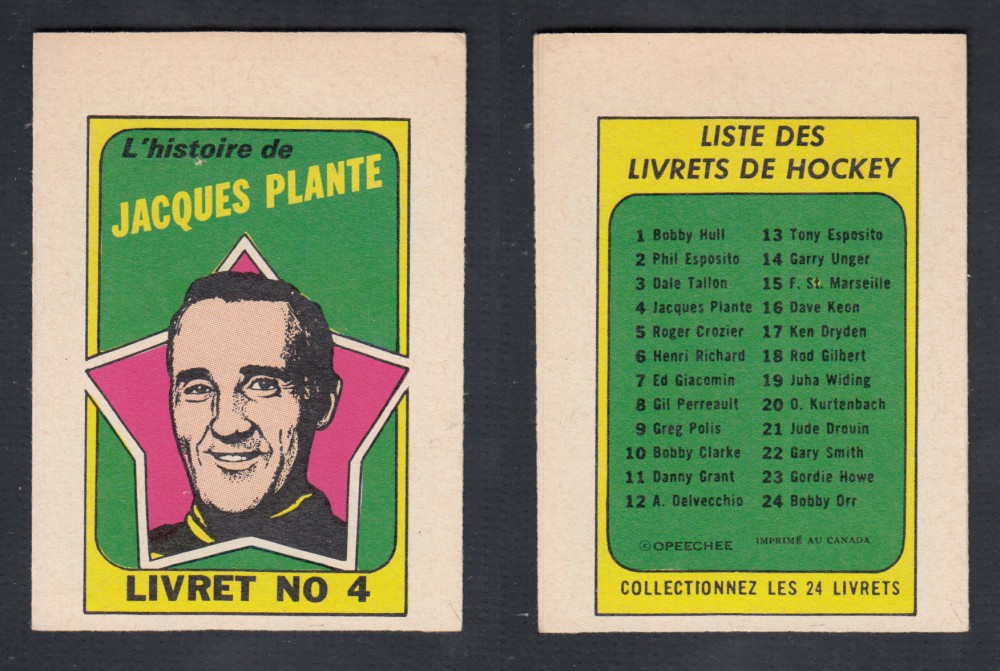 L'histoire de
JACQUES PLANTE
LIVRET NO 4
LISTE DES
LIVRETS DE HOCKEY
1 Bobby Hull
2 Phil Esposito
3 Dale Tallon
4 Jacques Plante
5 Roger Crozier
6 Henri Richard
7 Ed Giacomin
8 Gil Perreault
9 Greg Polis
10 Bobby Clarke
11 Danny Grant
12 A. Delvecchio
13 Tony Esposito
14 Garry Unger
15 F. St. Marseille
16 Dave Keon
17 Ken Dryden
18 Rod Gilbert
19 Juha Widing
20 O. Kurtenbach
21 Jude Drouin
22 Gary Smith
23 Gordie Howe
24 Bobby Orr
©OPEECHEE IMPRIMÉ AU CANADA
COLLECTIONNEZ LES 24 LIVRETS